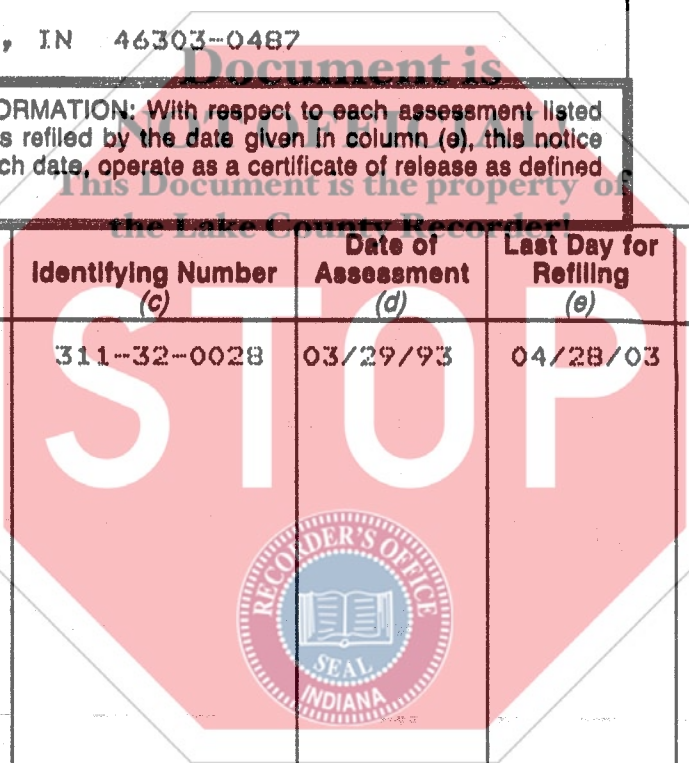 , IN 46303-0487
Document is
NOT OFFICIAL!
ORMATION: With respect to each assessment listed
s refiled by the date given in column (e), this notice
ch date, operate as a certificate of release as defined
This Document is the property of
the Lake County Recorder!
Identifying Number
(c)
Date of
Assessment
(d)
Last Day for
Refiling
(e)
311-32-0028 03/29/93 04/28/03
STOP
RECORDER'S OFFICE
SEAL
INDIANA